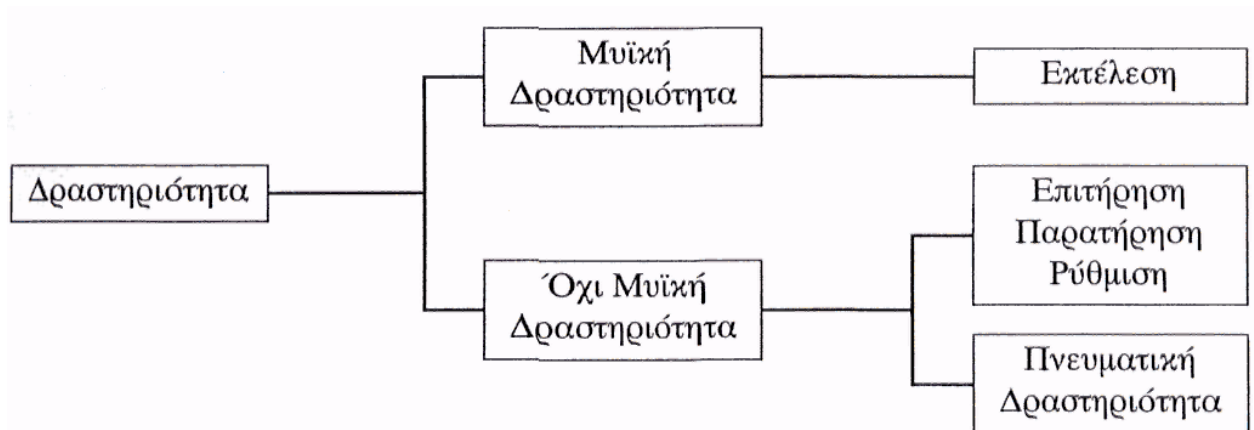 Μυϊκή
Δραστηριότητα
Εκτέλεση
Δραστηριότητα
Επιτήρηση
Παρατήρηση
Ρύθμιση
Όχι Μυϊκή
Δραστηριότητα
Πνευματική
Δραστηριότητα